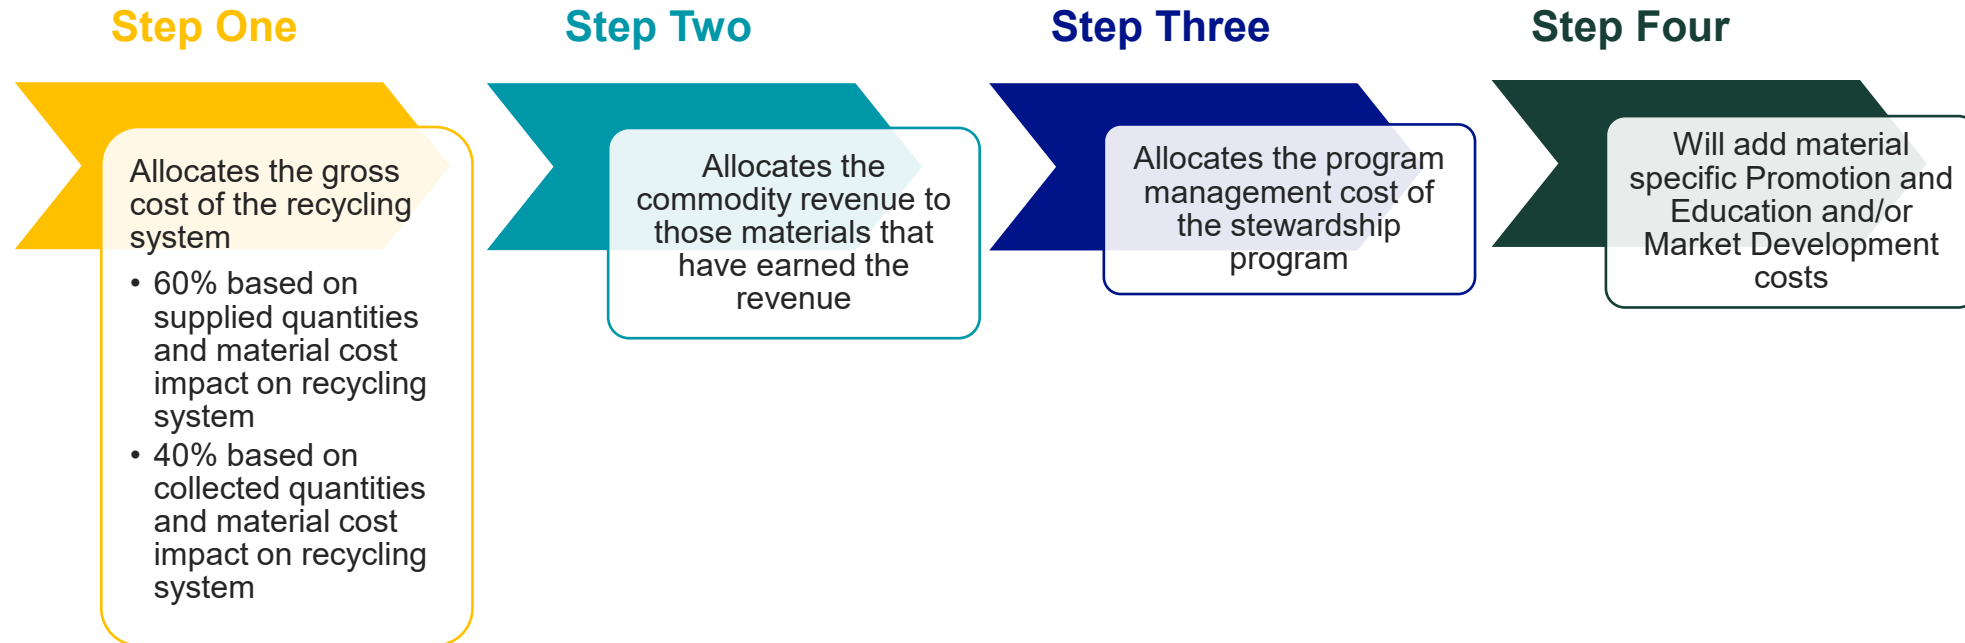 Step One
Allocates the gross
cost of the recycling
system
• 60% based on
supplied quantities
and material cost
impact on recycling
system
• 40% based on
collected quantities
and material cost
impact on recycling
system
Step Two
Allocates the
commodity revenue to
those materials that
have earned the
revenue
Step Three
Allocates the program
management cost of
the stewardship
program
Step Four
Will add material
specific Promotion and
Education and/or
Market Development
costs